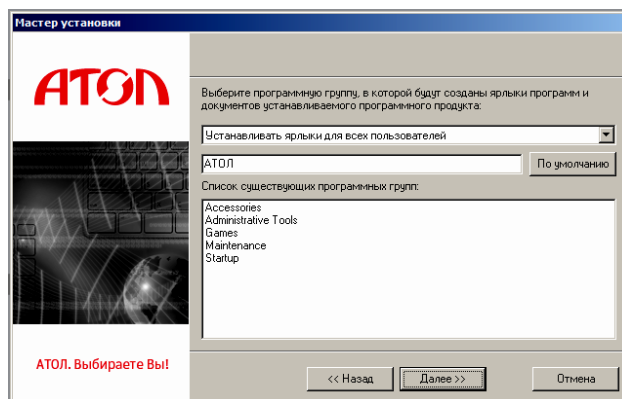 Мастер установки
АТОЛ
Выберите программную группу, в которой будут созданы ярлыки программ и
документов устанавливаемого программного продукта:
Устанавливать ярлыки для всех пользователей
АТОЛ
По умолчанию
Список существующих программных групп:
Accessories
Administrative Tools
Games
Maintenance
Startup
АТОЛ. Выбираете Вы!
<< Назад
Далее >>
Отмена